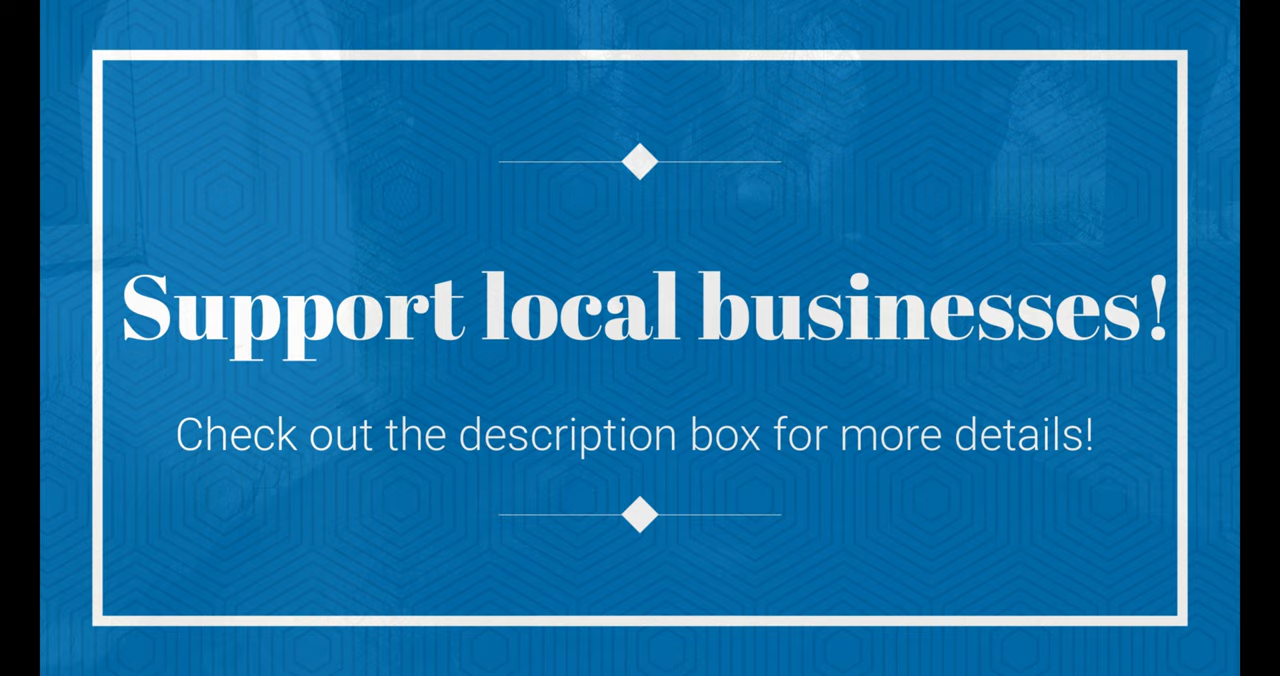 Support local businesses!
Check out the description box for more details!